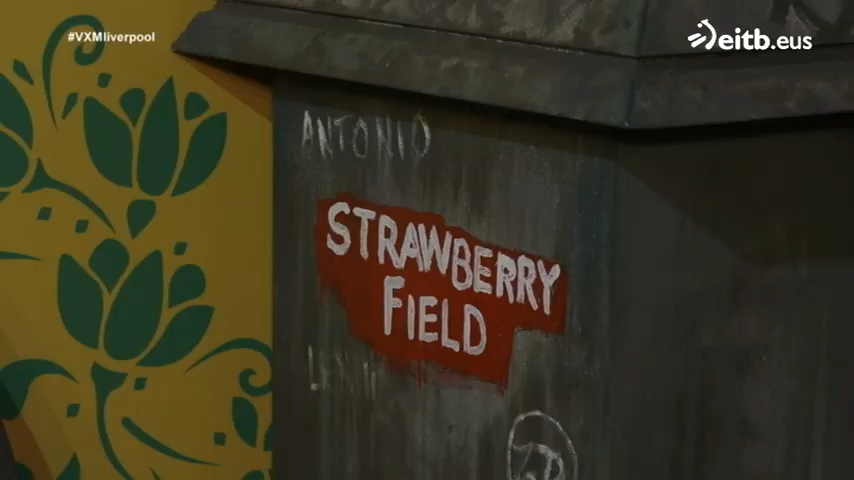 #VXMliverpool
eitb.eus
ANTONIO
STRAWBERRY
FIELD